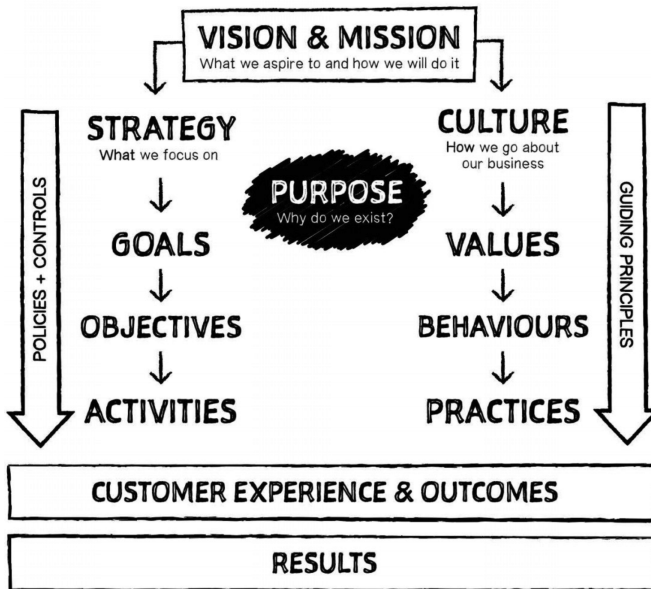 VISION & MISSION
What we aspire to and how we will do it
STRATEGY
What we focus on
CULTURE
How we go about
our business
PURPOSE
Why do we exist?
GOALS
VALUES
OBJECTIVES
BEHAVIOURS
ACTIVITIES
PRACTICES
POLICIES + CONTROLS
GUIDING PRINCIPLES
CUSTOMER EXPERIENCE & OUTCOMES
RESULTS